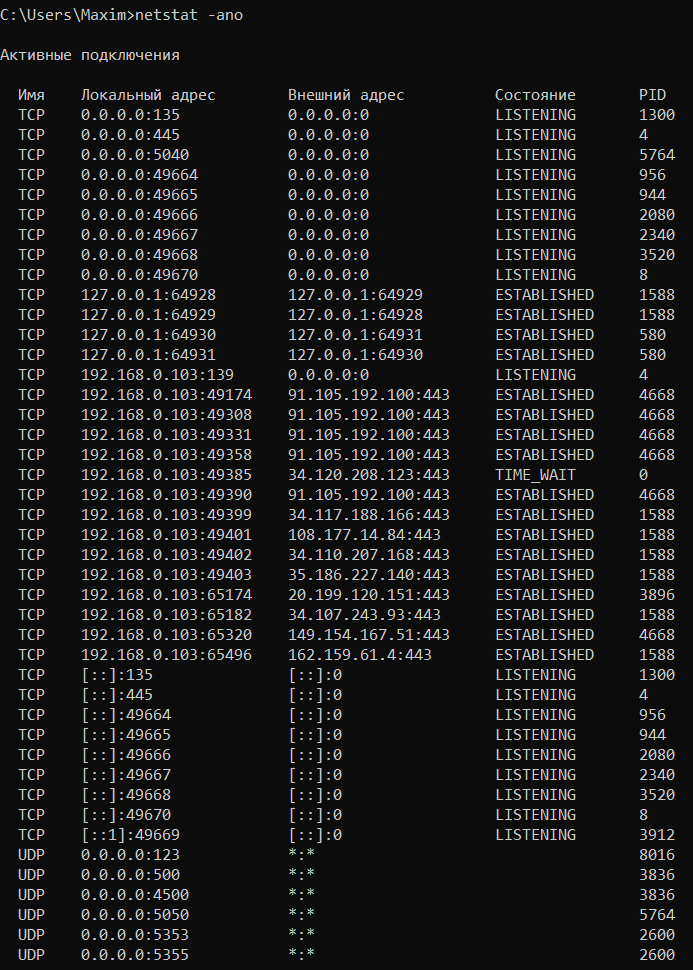 C:\Users\Maxim>netstat -ano
Активные подключения
Имя Локальный адрес Внешний адрес Состояние PID
TCP 0.0.0.0:135 0.0.0.0:0 LISTENING 1300
TCP 0.0.0.0:445 0.0.0.0:0 LISTENING 4
TCP 0.0.0.0:5040 0.0.0.0:0 LISTENING 5764
TCP 0.0.0.0:49664 0.0.0.0:0 LISTENING 956
TCP 0.0.0.0:49665 0.0.0.0:0 LISTENING 944
TCP 0.0.0.0:49666 0.0.0.0:0 LISTENING 2080
TCP 0.0.0.0:49667 0.0.0.0:0 LISTENING 2340
TCP 0.0.0.0:49668 0.0.0.0:0 LISTENING 3520
TCP 0.0.0.0:49670 0.0.0.0:0 LISTENING 8
TCP 127.0.0.1:64928 127.0.0.1:64929 ESTABLISHED 1588
TCP 127.0.0.1:64929 127.0.0.1:64928 ESTABLISHED 1588
TCP 127.0.0.1:64930 127.0.0.1:64931 ESTABLISHED 580
TCP 127.0.0.1:64931 127.0.0.1:64930 ESTABLISHED 580
TCP 192.168.0.103:139 0.0.0.0:0 LISTENING 4
TCP 192.168.0.103:49174 91.105.192.100:443 ESTABLISHED 4668
TCP 192.168.0.103:49308 91.105.192.100:443 ESTABLISHED 4668
TCP 192.168.0.103:49331 91.105.192.100:443 ESTABLISHED 4668
TCP 192.168.0.103:49358 91.105.192.100:443 ESTABLISHED 4668
TCP 192.168.0.103:49385 34.120.208.123:443 TIME_WAIT 0
TCP 192.168.0.103:49390 91.105.192.100:443 ESTABLISHED 4668
TCP 192.168.0.103:49399 34.117.188.166:443 ESTABLISHED 1588
TCP 192.168.0.103:49401 108.177.14.84:443 ESTABLISHED 1588
TCP 192.168.0.103:49402 34.110.207.168:443 ESTABLISHED 1588
TCP 192.168.0.103:49403 35.186.227.140:443 ESTABLISHED 1588
TCP 192.168.0.103:65174 20.199.120.151:443 ESTABLISHED 3896
TCP 192.168.0.103:65182 34.107.243.93:443 ESTABLISHED 1588
TCP 192.168.0.103:65320 149.154.167.51:443 ESTABLISHED 4668
TCP 192.168.0.103:65496 162.159.61.4:443 ESTABLISHED 1588
TCP [::]:135 [::]:0 LISTENING 1300
TCP [::]:445 [::]:0 LISTENING 4
TCP [::]:49664 [::]:0 LISTENING 956
TCP [::]:49665 [::]:0 LISTENING 944
TCP [::]:49666 [::]:0 LISTENING 2080
TCP [::]:49667 [::]:0 LISTENING 2340
TCP [::]:49668 [::]:0 LISTENING 3520
TCP [::]:49670 [::]:0 LISTENING 8
TCP [::1]:49669 [::]:0 LISTENING 3912
UDP 0.0.0.0:123 *:* 8016
UDP 0.0.0.0:500 *:* 3836
UDP 0.0.0.0:4500 *:* 3836
UDP 0.0.0.0:5050 *:* 5764
UDP 0.0.0.0:5353 *:* 2600
UDP 0.0.0.0:5355 *:* 2600